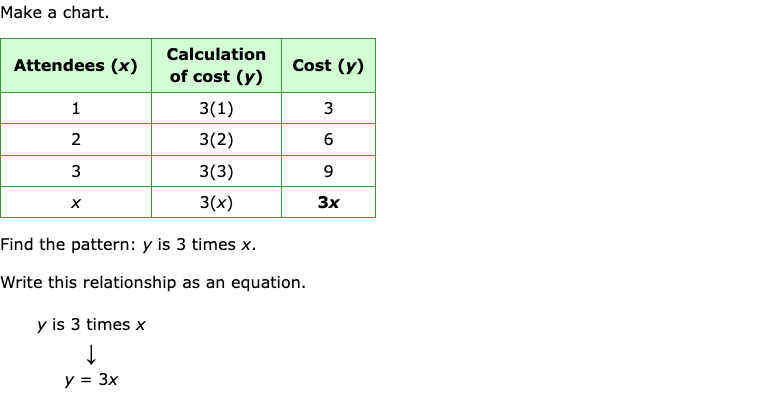 Make a chart.
Attendees (x) Calculation of cost (y) Cost (y)
1 3(1) 3
2 3(2) 6
3 3(3) 9
x 3(x) 3x
Find the pattern: y is 3 times x.
Write this relationship as an equation.
y is 3 times x
↓
y = 3x